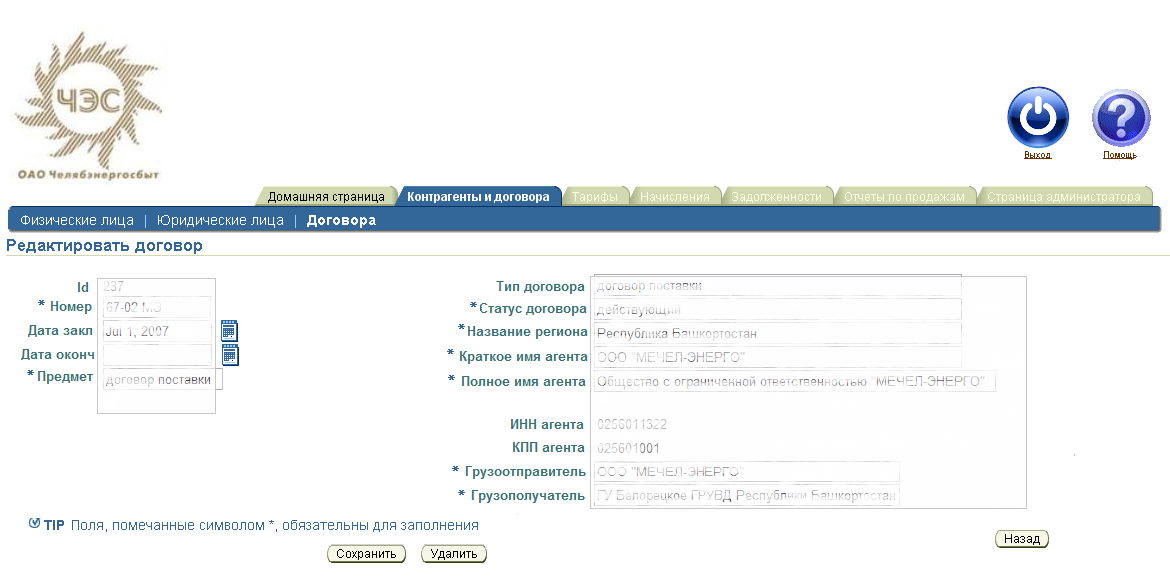 ЧЭС
ОАО Челябэнергосбыт
Выход
Помощь
Домашняя страница
Контрагенты и договора
Тарифы
Начисления
Задолженности
Отчеты по продажам
Страница администратора
Физические лица | Юридические лица | Договора
Редактировать договор
Id 237
* Номер 67-02 МЭ
Дата закл Jul 1, 2007
Дата оконч
* Предмет договор поставки
Тип договора договор поставки
* Статус договора действующий
* Название региона Республика Башкортостан
* Краткое имя агента ООО "МЕЧЕЛ-ЭНЕРГО"
* Полное имя агента Общество с ограниченной ответственностью "МЕЧЕЛ-ЭНЕРГО"
ИНН агента 0256011322
КПП агента 025601001
* Грузоотправитель ООО "МЕЧЕЛ-ЭНЕРГО"
* Грузополучатель ГУ Белорецкое ГРУВД Республики Башкортостан
TIP Поля, помечанные символом *, обязательны для заполнения
Назад
Сохранить
Удалить